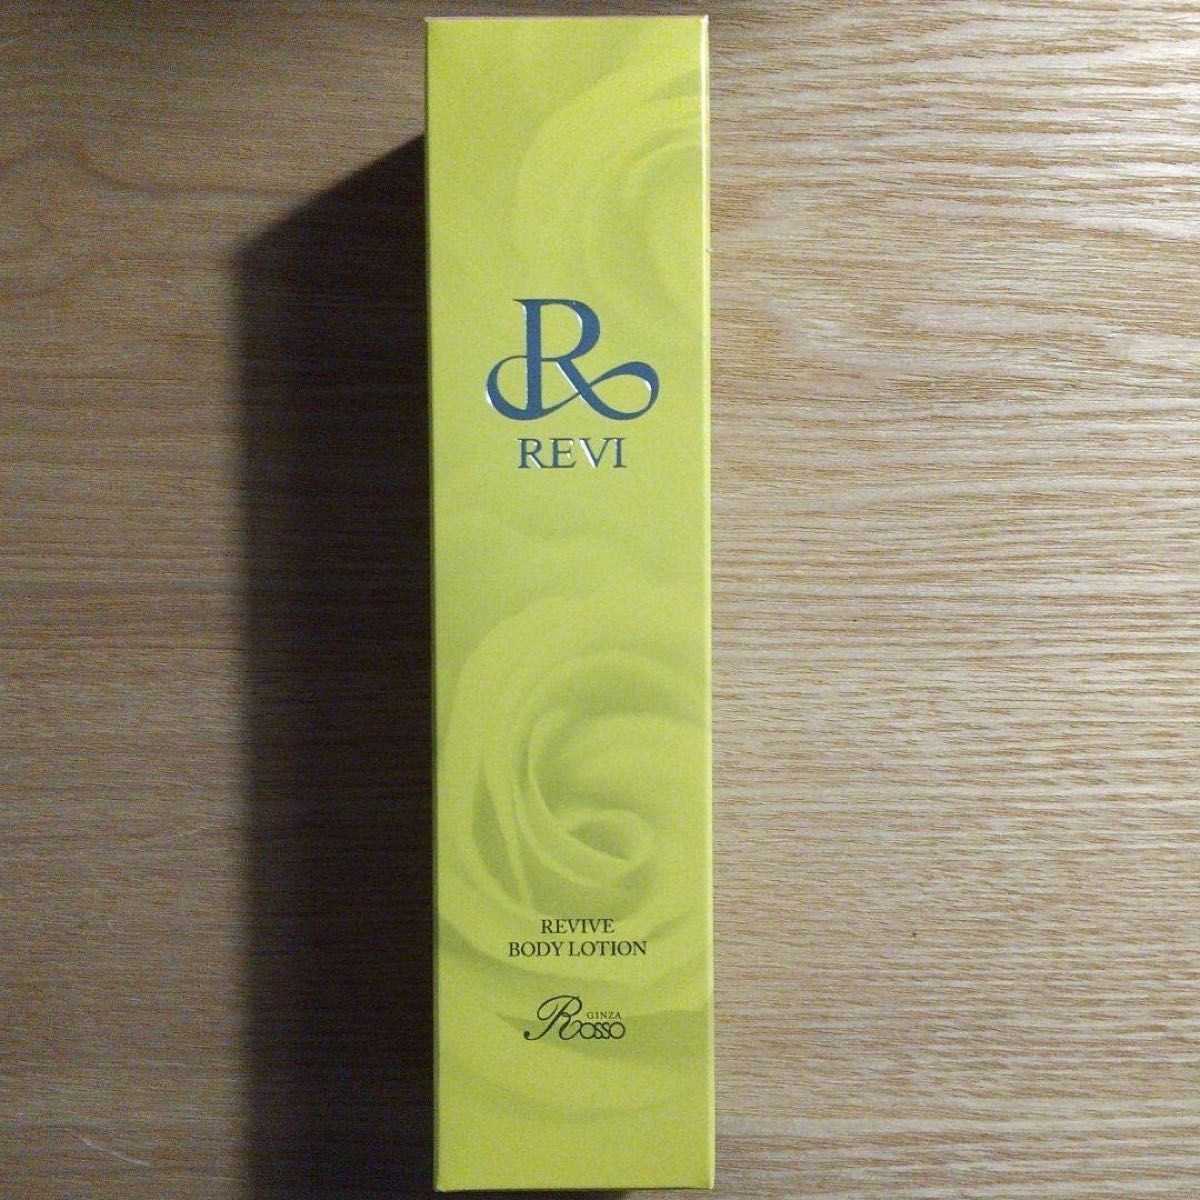 R
REVI
REVIVE
BODY LOTION
GINZA
Rosso